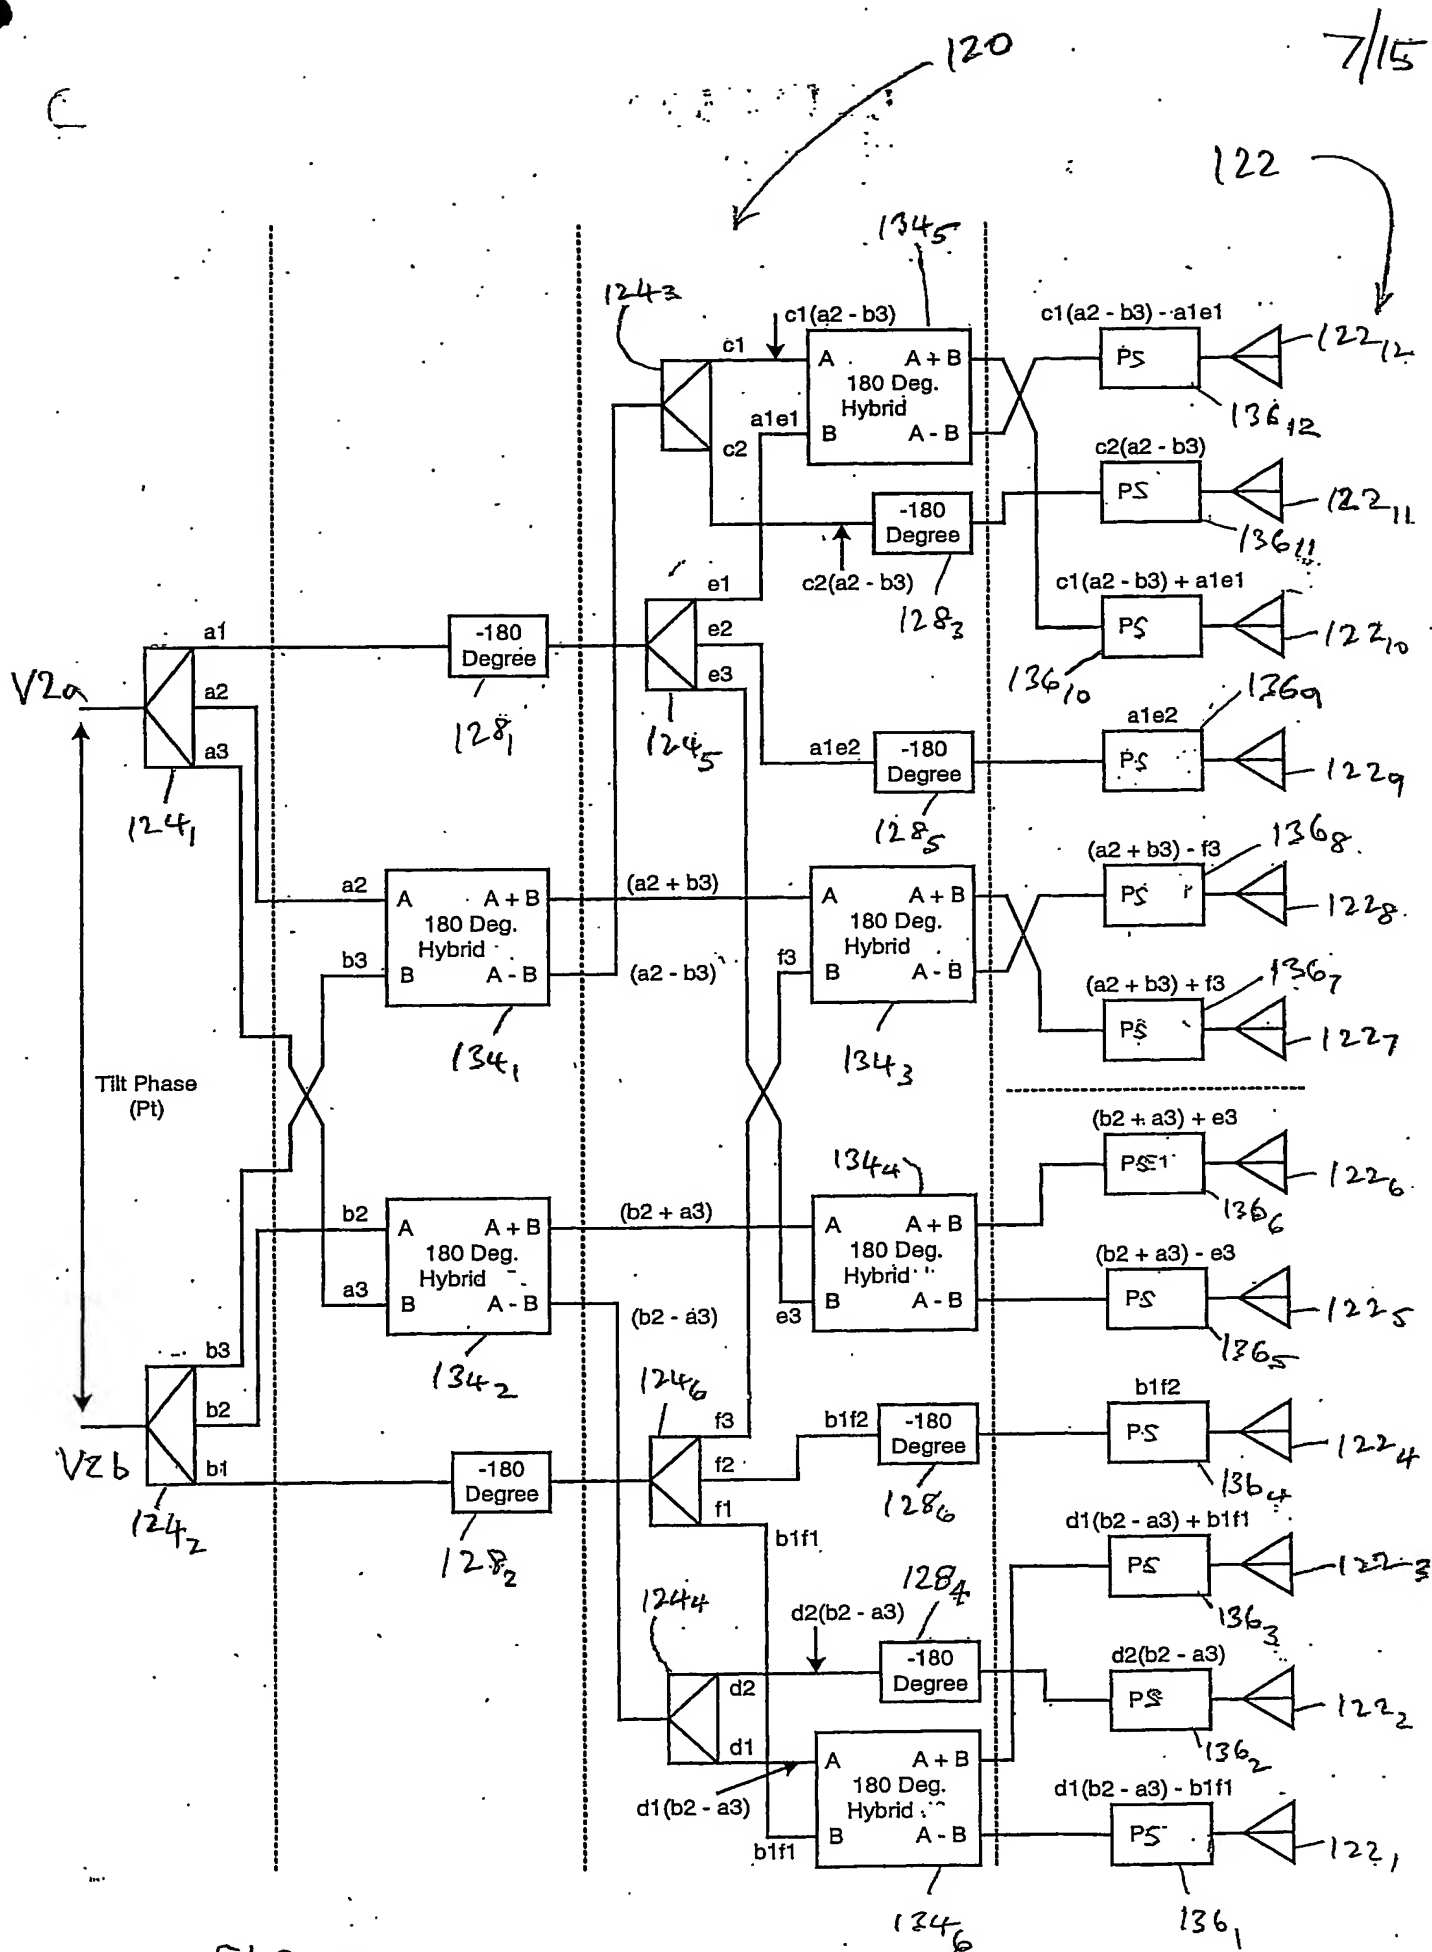 120
7/15
C
122
134₅
124₃
c1(a2 - b3)
c1(a2 - b3) - a1e1
c1
A
A + B
180 Deg.
Hybrid
PS
122₁₂
a1e1
B
A - B
136₁₂
c2
c2(a2 - b3)
-180
Degree
PS
122₁₁
136₁₁
c2(a2 - b3)
128₃
e1
c1(a2 - b3) + a1e1
a1
-180
Degree
e2
PS
122₁₀
136₁₀
V2a
a2
e3
128₁
124₅
a3
a1e2
136₉
a1e2
-180
Degree
PS
122₉
124₁
128₅
(a2 + b3) - f3
136₈
a2
A
A + B
180 Deg.
Hybrid
(a2 + b3)
A
A + B
180 Deg.
Hybrid
PS
122₈
b3
B
A - B
(a2 - b3)
f3
B
A - B
(a2 + b3) + f3
136₇
PS
122₇
134₁
134₃
Tilt Phase
(Pt)
(b2 + a3) + e3
134₄
PS
122₆
136₆
b2
A
A + B
180 Deg.
Hybrid
(b2 + a3)
A
A + B
180 Deg.
Hybrid
(b2 + a3) - e3
a3
B
A - B
(b2 - a3)
e3
B
A - B
PS
122₅
136₅
b3
134₂
124₆
b1f2
b2
f3
b1f2
-180
Degree
PS
122₄
V2b
b1
-180
Degree
f2
128₆
136₄
124₂
f1
b1f1
d1(b2 - a3) + b1f1
128₂
PS
122₃
124₄
d2(b2 - a3)
128₄
136₃
d2
-180
Degree
d2(b2 - a3)
PS
122₂
136₂
d1
A
A + B
180 Deg.
Hybrid
d1(b2 - a3)
d1(b2 - a3) - b1f1
b1f1
B
A - B
PS
122₁
134₆
136₁